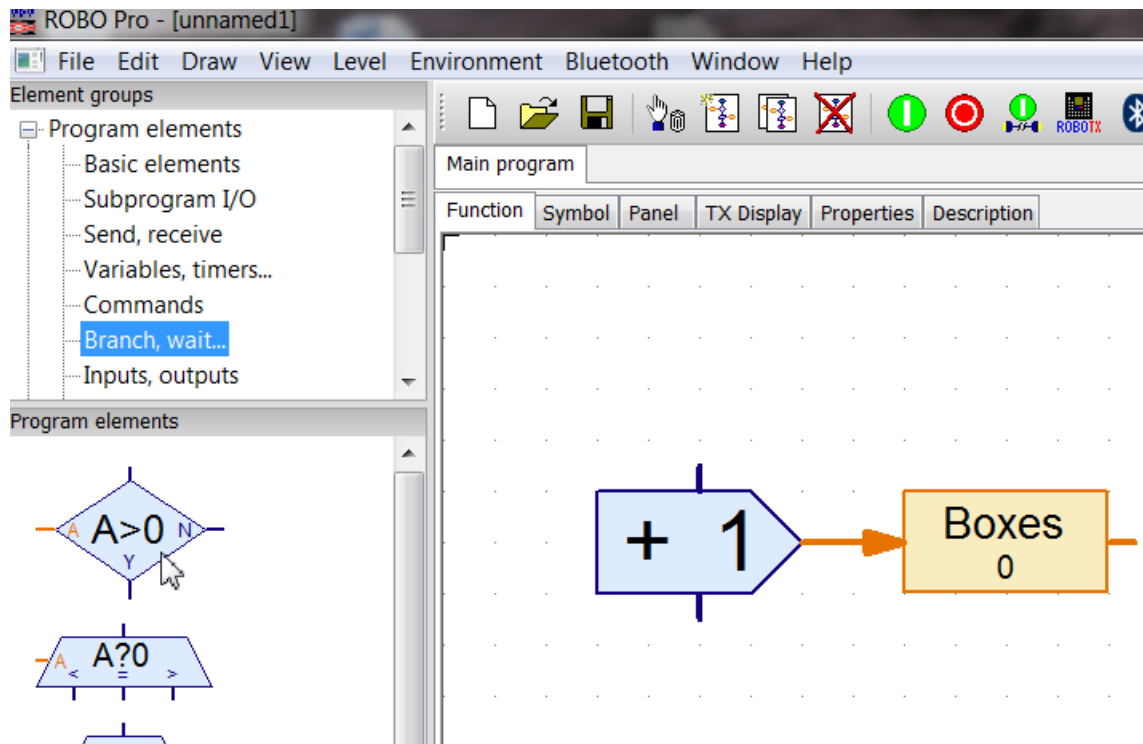 ROBO Pro - [unnamed1]
File Edit Draw View Level Environment Bluetooth Window Help
Element groups
Program elements
Basic elements
Subprogram I/O
Send, receive
Variables, timers...
Commands
Branch, wait...
Inputs, outputs
Program elements
A A>0 N
Y
A A?0
< = >
ROBOTX
Main program
Function Symbol Panel TX Display Properties Description
+ 1
Boxes
0